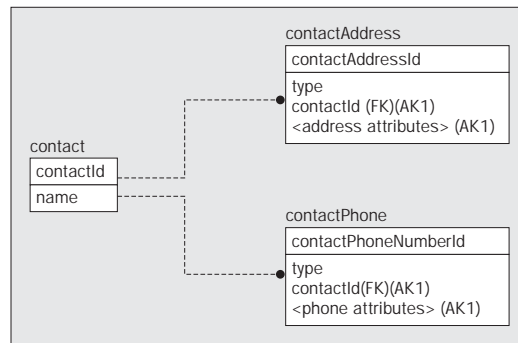 contactAddress
contactAddressId
type
contactId (FK)(AK1)
<address attributes> (AK1)
contact
contactId
name
contactPhone
contactPhoneNumberId
type
contactId(FK)(AK1)
<phone attributes> (AK1)